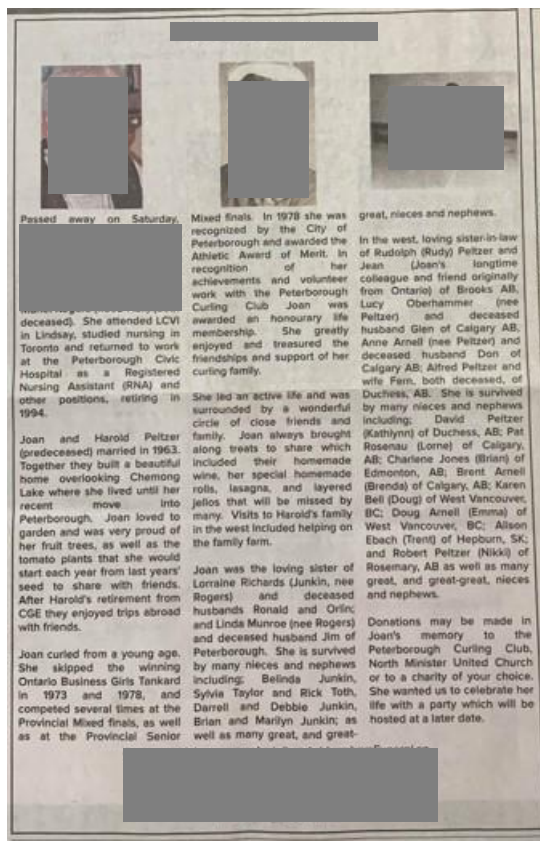 Passed away on Saturday,
deceased). She attended LCVI
in Lindsay, studied nursing in
Toronto and returned to work
at the Peterborough Civic
Hospital as a Registered
Nursing Assistant (RNA) and
other positions, retiring in
1994.
Joan and Harold Peltzer
(predeceased) married in 1963.
Together they built a beautiful
home overlooking Chemong
Lake where she lived until her
recent move into
Peterborough. Joan loved to
garden and was very proud of
her fruit trees, as well as the
tomato plants that she would
start each year from last years'
seed to share with friends.
After Harold's retirement from
CGE they enjoyed trips abroad
with friends.
Joan curled from a young age.
She skipped the winning
Ontario Business Girls Tankard
in 1973 and 1978, and
competed several times at the
Provincial Mixed finals, as well
as at the Provincial Senior
Mixed finals. In 1978 she was
recognized by the City of
Peterborough and awarded the
Athletic Award of Merit. In
recognition of her
achievements and volunteer
work with the Peterborough
Curling Club Joan was
awarded an honourary life
membership. She greatly
enjoyed and treasured the
friendships and support of her
curling family.
She led an active life and was
surrounded by a wonderful
circle of close friends and
family. Joan always brought
along treats to share which
included their homemade
wine, her special homemade
rolls, lasagna, and layered
jellos that will be missed by
many. Visits to Harold's family
in the west included helping on
the family farm.
Joan was the loving sister of
Lorraine Richards (Junkin, nee
Rogers) and deceased
husbands Ronald and Orlin;
and Linda Munroe (nee Rogers)
and deceased husband Jim of
Peterborough. She is survived
by many nieces and nephews
including; Belinda Junkin,
Sylvia Taylor and Rick Toth,
Darrell and Debbie Junkin,
Brian and Marilyn Junkin; as
well as many great, and great-
great, nieces and nephews.
In the west, loving sister-in-law
of Rudolph (Rudy) Peltzer and
Jean (Joan's longtime
colleague and friend originally
from Ontario) of Brooks AB,
Lucy Oberhammer (nee
Peltzer) and deceased
husband Glen of Calgary AB,
Anne Arnell (nee Peltzer) and
deceased husband Don of
Calgary AB; Alfred Peltzer and
wife Fern, both deceased, of
Duchess, AB. She is survived
by many nieces and nephews
including; David Peltzer
(Kathlynn) of Duchess, AB; Pat
Rosenau (Lorne) of Calgary,
AB; Charlene Jones (Brian) of
Edmonton, AB; Brent Arnell
(Brenda) of Calgary, AB; Karen
Bell (Doug) of West Vancouver,
BC; Doug Arnell (Emma) of
West Vancouver, BC; Alison
Ebach (Trent) of Hepburn, SK;
and Robert Peltzer (Nikki) of
Rosemary, AB as well as many
great, and great-great, nieces
and nephews.
Donations may be made in
Joan's memory to the
Peterborough Curling Club,
North Minister United Church
or to a charity of your choice.
She wanted us to celebrate her
life with a party which will be
hosted at a later date.